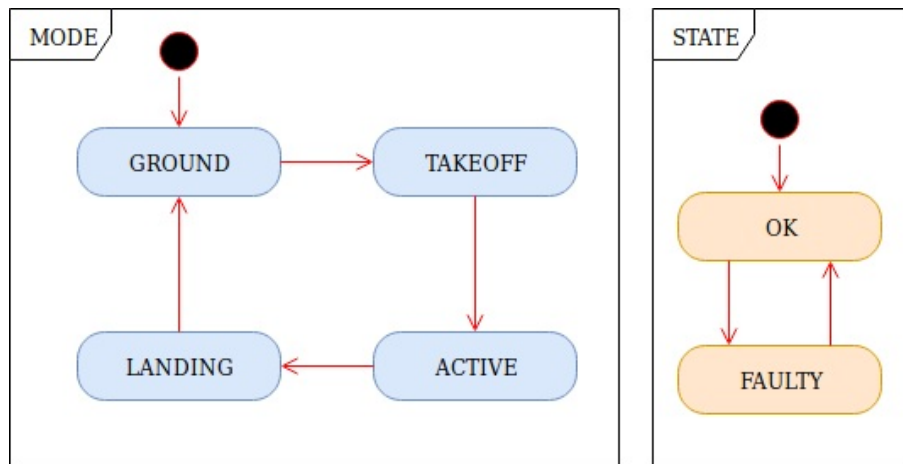 MODE
GROUND
TAKEOFF
LANDING
ACTIVE
STATE
OK
FAULTY